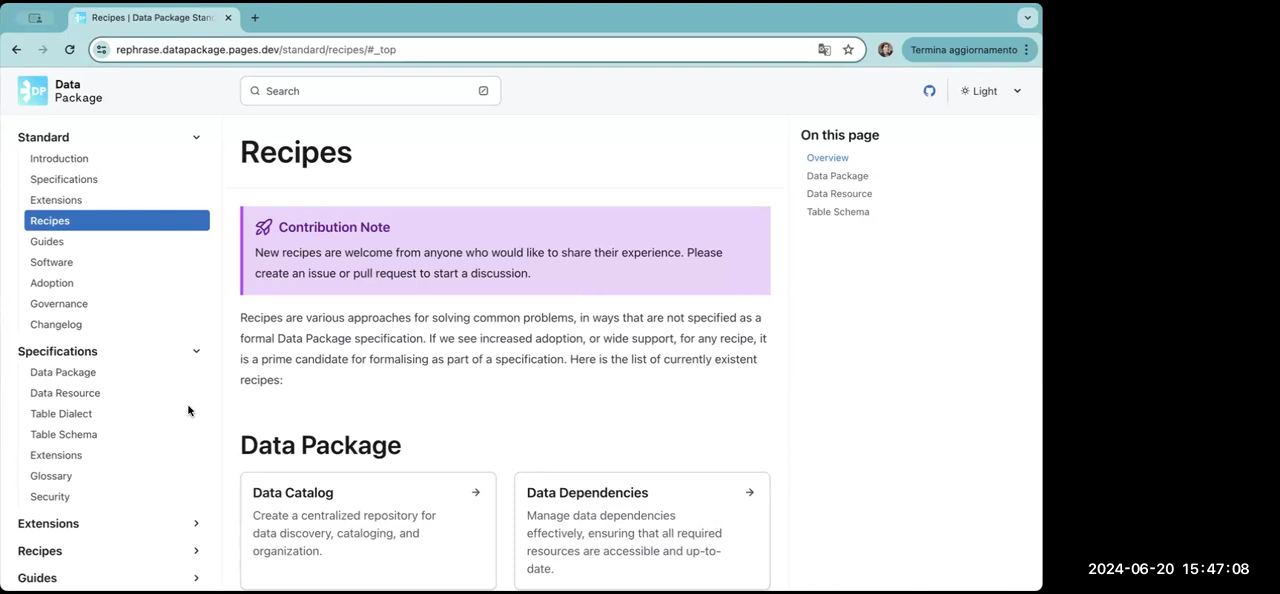 Recipes | Data Package Stan
rephrase.datapackage.pages.dev/standard/recipes/#_top
Termina aggiornamento
DP
Data
Package
Search
Light
Standard
Introduction
Specifications
Extensions
Recipes
Guides
Software
Adoption
Governance
Changelog
Specifications
Data Package
Data Resource
Table Dialect
Table Schema
Extensions
Glossary
Security
Extensions
Recipes
Guides
Recipes
Contribution Note
New recipes are welcome from anyone who would like to share their experience. Please
create an issue or pull request to start a discussion.
Recipes are various approaches for solving common problems, in ways that are not specified as a
formal Data Package specification. If we see increased adoption, or wide support, for any recipe, it
is a prime candidate for formalising as part of a specification. Here is the list of currently existent
recipes:
Data Package
Data Catalog
Create a centralized repository for
data discovery, cataloging, and
organization.
Data Dependencies
Manage data dependencies
effectively, ensuring that all required
resources are accessible and up-to-
date.
On this page
Overview
Data Package
Data Resource
Table Schema
2024-06-20 15:47:08